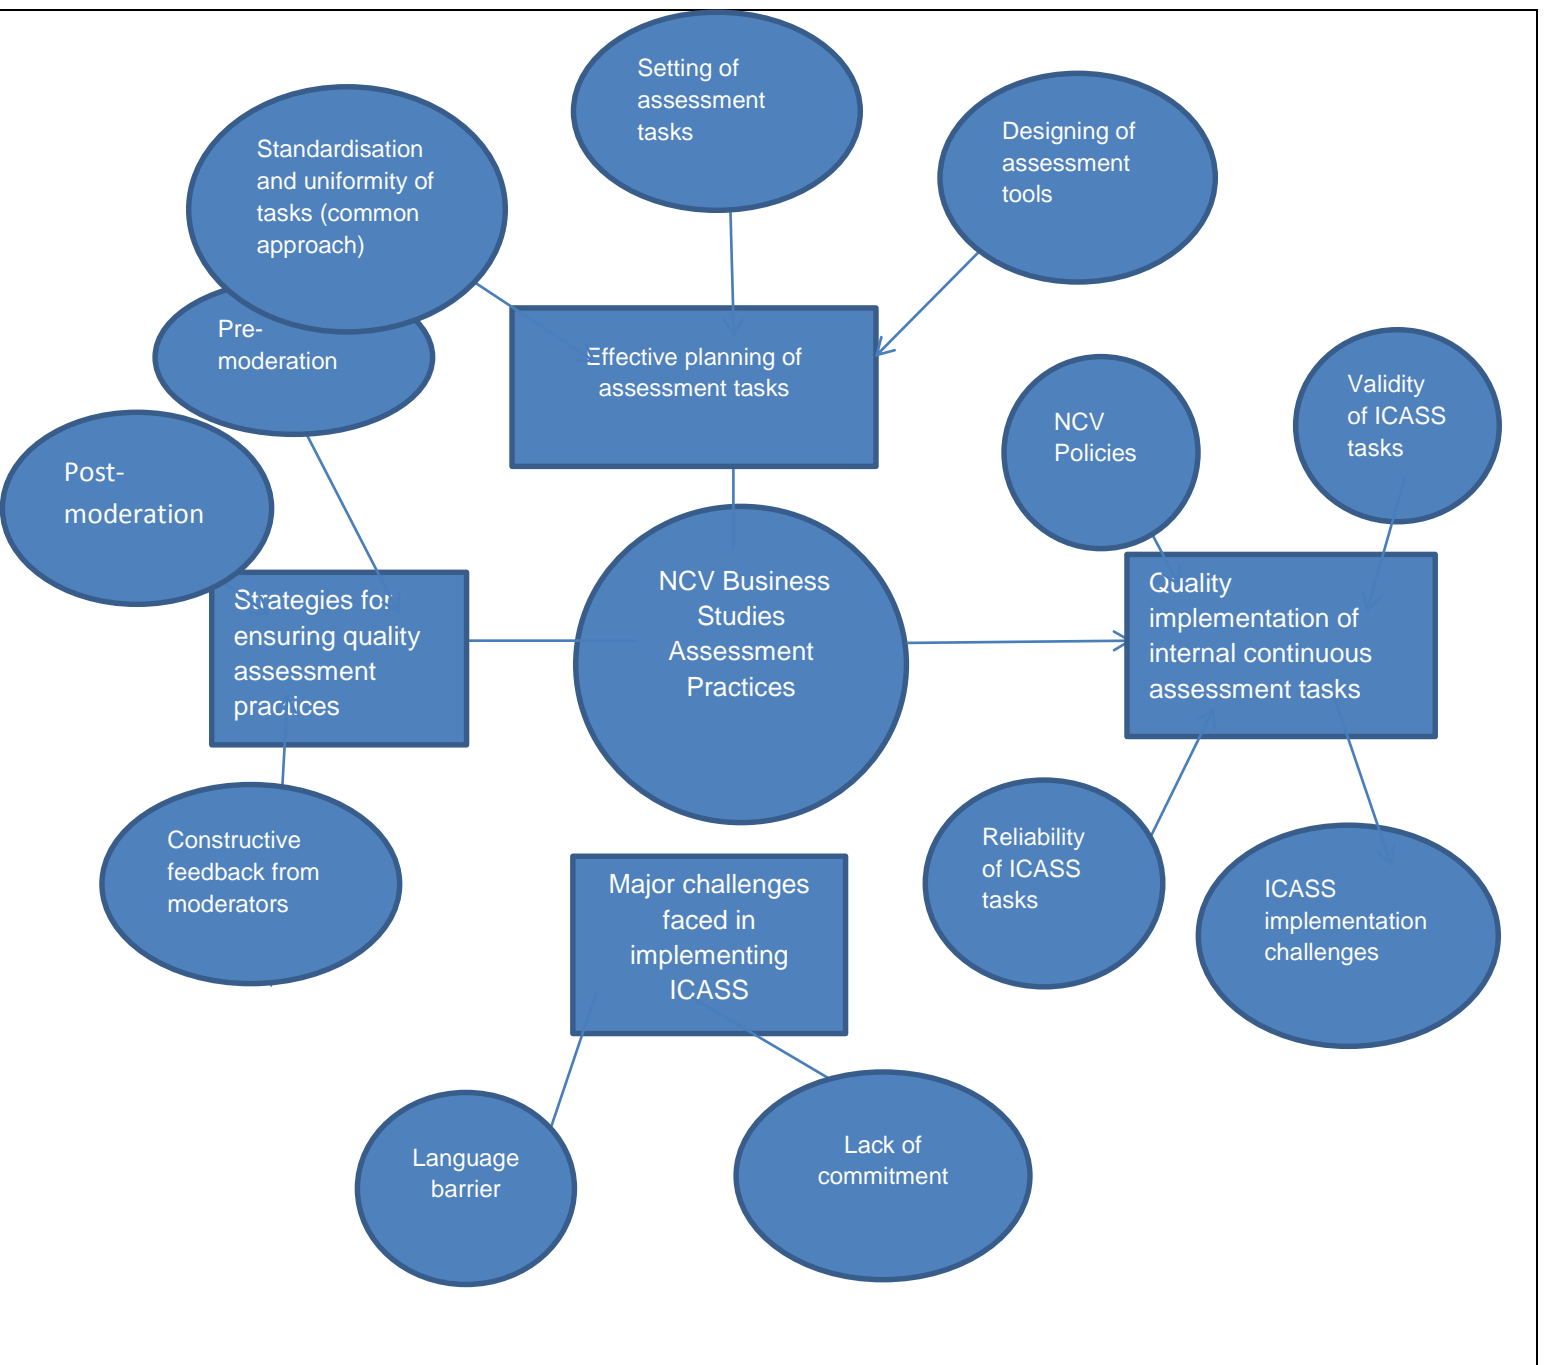 Setting of
assessment
tasks
Designing of
assessment
tools
Standardisation
and uniformity of
tasks (common
approach)
Pre-
moderation
Effective planning of
assessment tasks
Validity
of ICASS
tasks
NCV
Policies
Post-
moderation
NCV Business
Studies
Assessment
Practices
Quality
implementation of
internal continuous
assessment tasks
Strategies for
ensuring quality
assessment
practices
Constructive
feedback from
moderators
Major challenges
faced in
implementing
ICASS
Reliability
of ICASS
tasks
ICASS
implementation
challenges
Language
barrier
Lack of
commitment